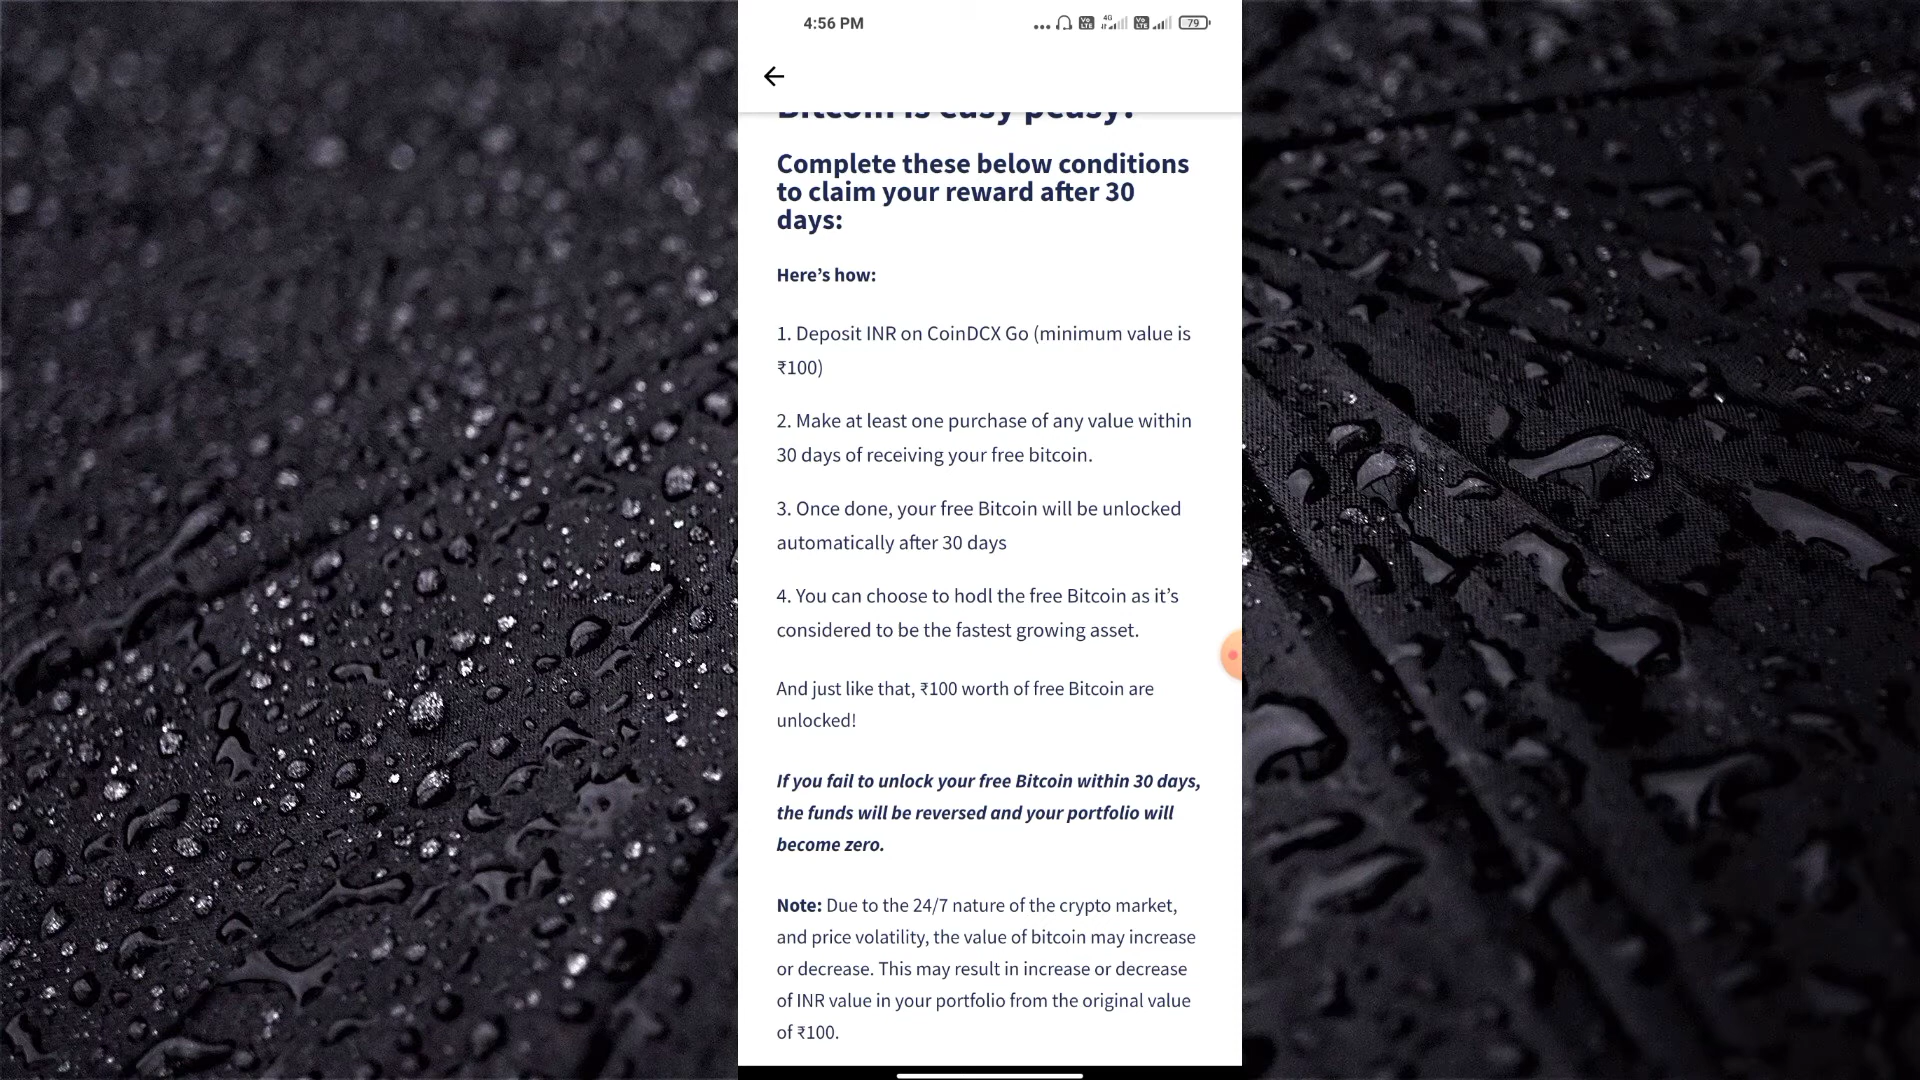 4:56 PM
4G
79
Bitcoin is easy peasy!
Complete these below conditions
to claim your reward after 30
days:
Here’s how:
1. Deposit INR on CoinDCX Go (minimum value is
₹100)
2. Make at least one purchase of any value within
30 days of receiving your free bitcoin.
3. Once done, your free Bitcoin will be unlocked
automatically after 30 days
4. You can choose to hodl the free Bitcoin as it’s
considered to be the fastest growing asset.
And just like that, ₹100 worth of free Bitcoin are
unlocked!
If you fail to unlock your free Bitcoin within 30 days,
the funds will be reversed and your portfolio will
become zero.
Note: Due to the 24/7 nature of the crypto market,
and price volatility, the value of bitcoin may increase
or decrease. This may result in increase or decrease
of INR value in your portfolio from the original value
of ₹100.